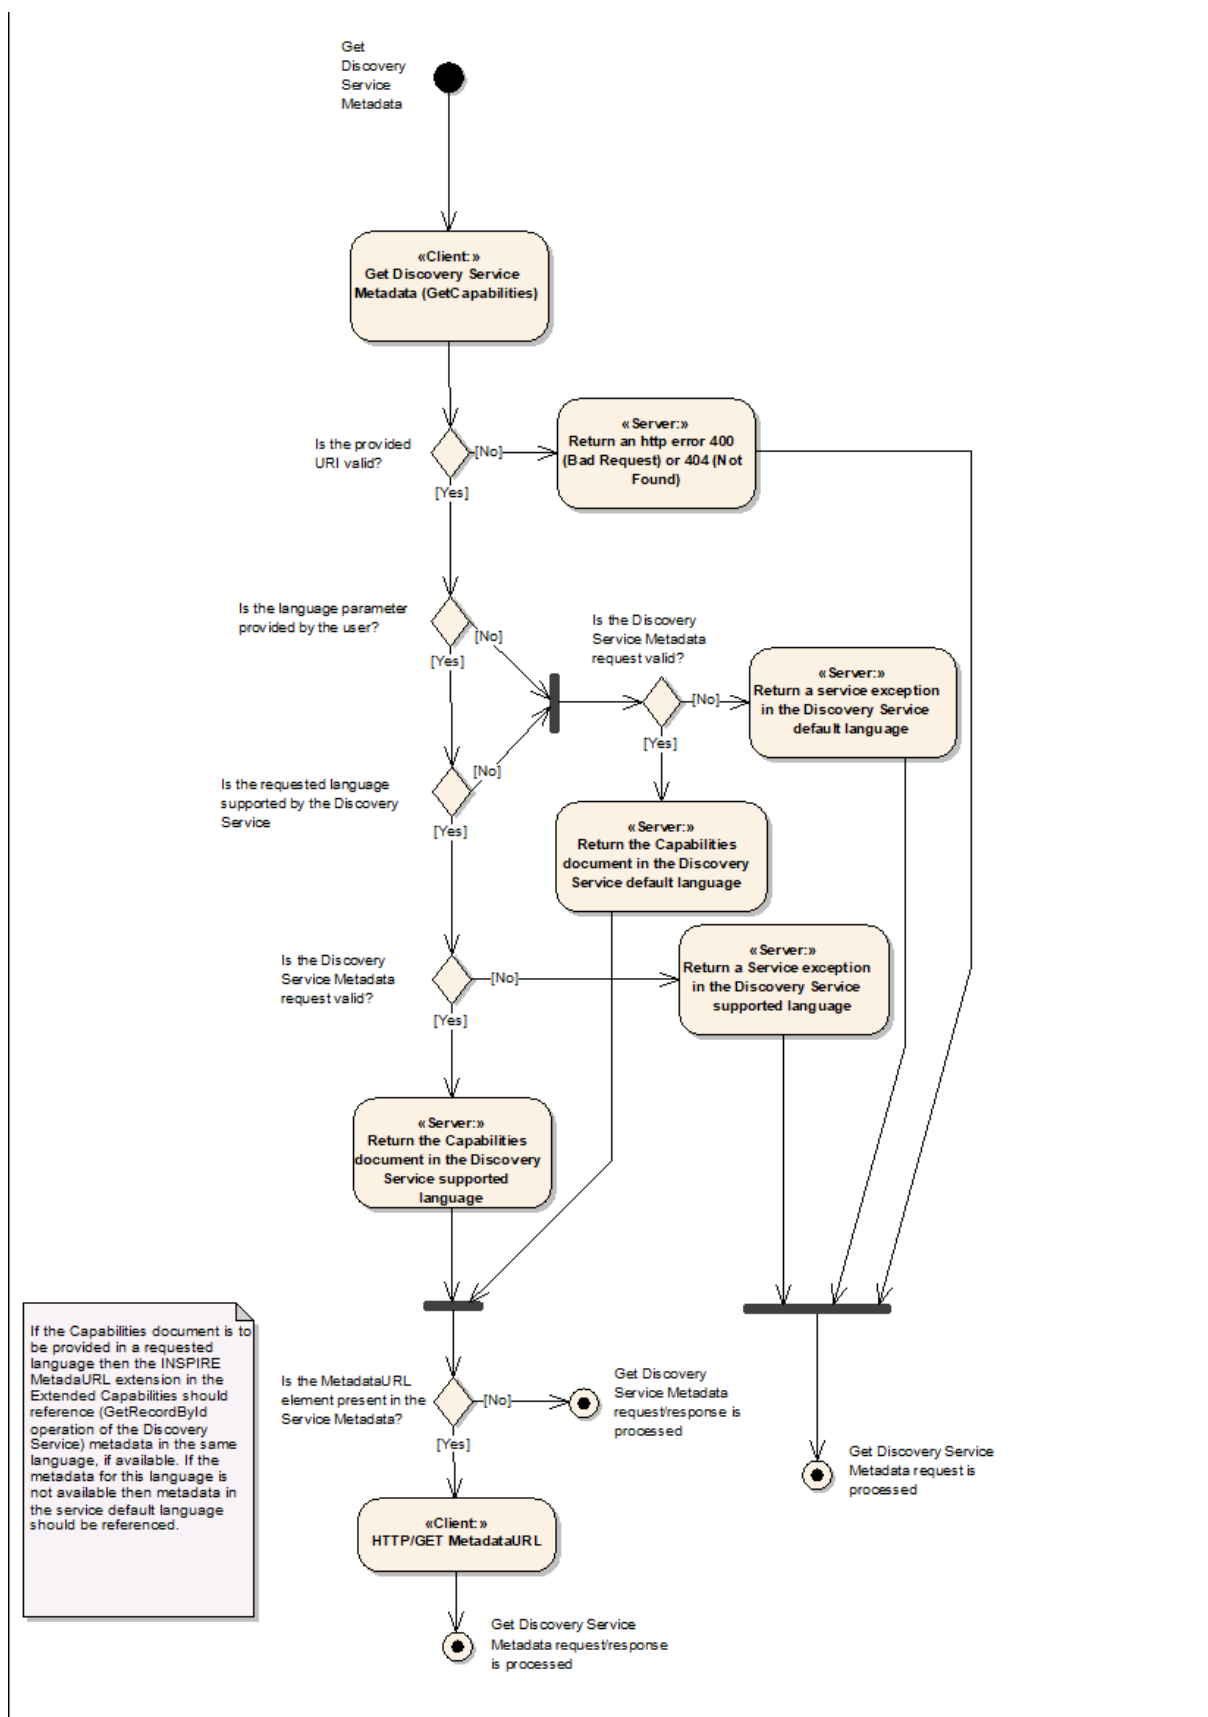 Get
Discovery
Service
Metadata
«Client:»
Get Discovery Service
Metadata (GetCapabilities)
Is the provided
URI valid?
[No]
[Yes]
«Server:»
Return an http error 400
(Bad Request) or 404 (Not
Found)
Is the language parameter
provided by the user?
[No]
[Yes]
Is the Discovery
Service Metadata
request valid?
[No]
[Yes]
«Server:»
Return a service exception
in the Discovery Service
default language
Is the requested language
supported by the Discovery
Service
[No]
[Yes]
«Server:»
Return the Capabilities
document in the Discovery
Service default language
Is the Discovery
Service Metadata
request valid?
[No]
[Yes]
«Server:»
Return a Service exception
in the Discovery Service
supported language
«Server:»
Return the Capabilities
document in the Discovery
Service supported
language
If the Capabilities document is to
be provided in a requested
language then the INSPIRE
MetadaURL extension in the
Extended Capabilities should
reference (GetRecordById
operation of the Discovery
Service) metadata in the same
language, if available. If the
metadata for this language is
not available then metadata in
the service default language
should be referenced.
Is the MetadataURL
element present in the
Service Metadata?
[No]
[Yes]
Get Discovery
Service Metadata
request/response is
processed
Get Discovery Service
Metadata request is
processed
«Client:»
HTTP/GET MetadataURL
Get Discovery Service
Metadata request/response
is processed